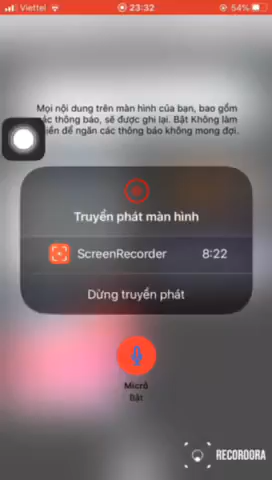 Viettel
23:32
54%
Mọi nội dung trên màn hình của bạn, bao gồm
các thông báo, sẽ được ghi lại. Bật Không làm
phiền để ngăn các thông báo không mong đợi.
Truyền phát màn hình
ScreenRecorder
8:22
Dừng truyền phát
Micrô
Bật
RECORDORA